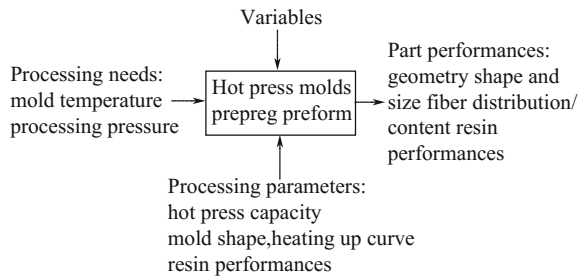 Variables
Processing needs:
mold temperature
processing pressure
Hot press molds
prepreg preform
Part performances:
geometry shape and
size fiber distribution/
content resin
performances
Processing parameters:
hot press capacity
mold shape,heating up curve
resin performances